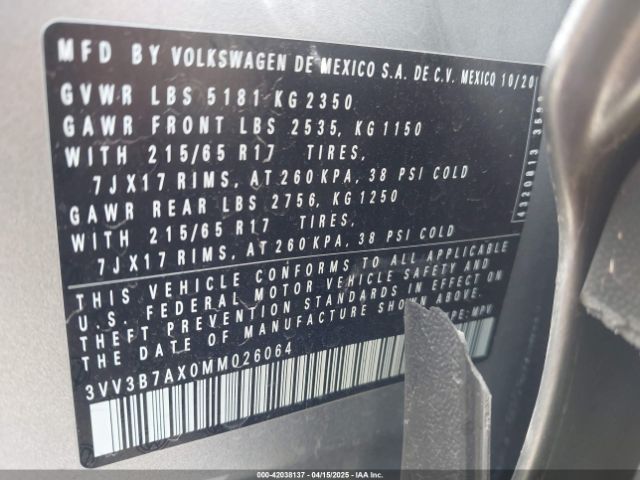 MFD BY VOLKSWAGEN DE MEXICO S.A. DE C.V. MEXICO 10/20
GVWR LBS 5181 KG 2350
GAWR FRONT LBS 2535, KG 1150
WITH 215/65 R17 TIRES,
7JX17 RIMS, AT 260 KPA, 38 PSI COLD
GAWR REAR LBS 2756, KG 1250
WITH 215/65 R17 TIRES,
7JX17 RIMS, AT 260 KPA, 38 PSI COLD
THIS VEHICLE CONFORMS TO ALL APPLICABLE
U.S. FEDERAL MOTOR VEHICLE SAFETY AND
THEFT PREVENTION STANDARDS IN EFFECT ON
THE DATE OF MANUFACTURE SHOWN ABOVE.
3VV3B7AX0MM026064
: MPV
4320813
000-42038137 - 04/15/2025 - IAA Inc.